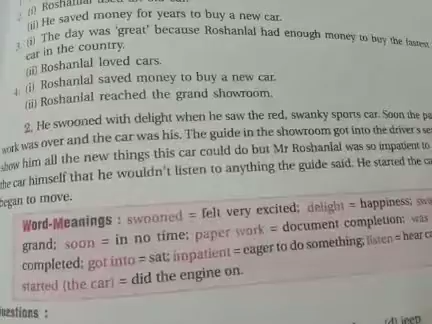 2. (i) Roshanlal used
(ii) He saved money for years to buy a new car.
3. (i) The day was 'great' because Roshanlal had enough money to buy the fastest
car in the country.
(ii) Roshanlal loved cars.
4. (i) Roshanlal saved money to buy a new car.
(ii) Roshanlal reached the grand showroom.
2. He swooned with delight when he saw the red, swanky sports car. Soon the pa
work was over and the car was his. The guide in the showroom got into the driver's se
show him all the new things this car could do but Mr Roshanlal was so impatient to
the car himself that he wouldn't listen to anything the guide said. He started the ca
began to move.
Word-Meanings : swooned = felt very excited; delight = happiness; swa
grand; soon = in no time; paper work = document completion; was
completed; got into = sat; impatient = eager to do something; listen = hear c
started (the car) = did the engine on.
uestions :
(d) jeep